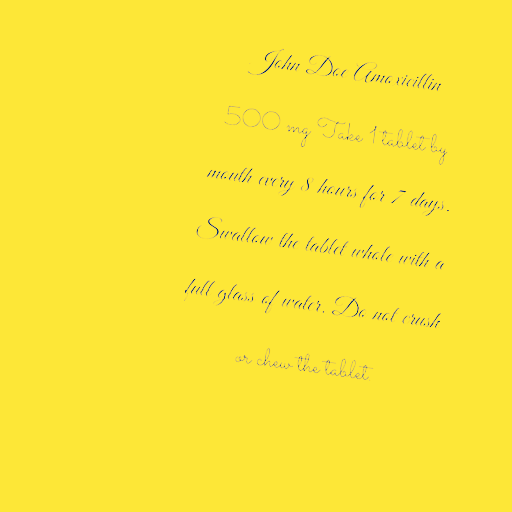 John Doe Amoxicillin
500 mg Take 1 tablet by
mouth every 8 hours for 7 days.
Swallow the tablet whole with a
full glass of water. Do not crush
or chew the tablet